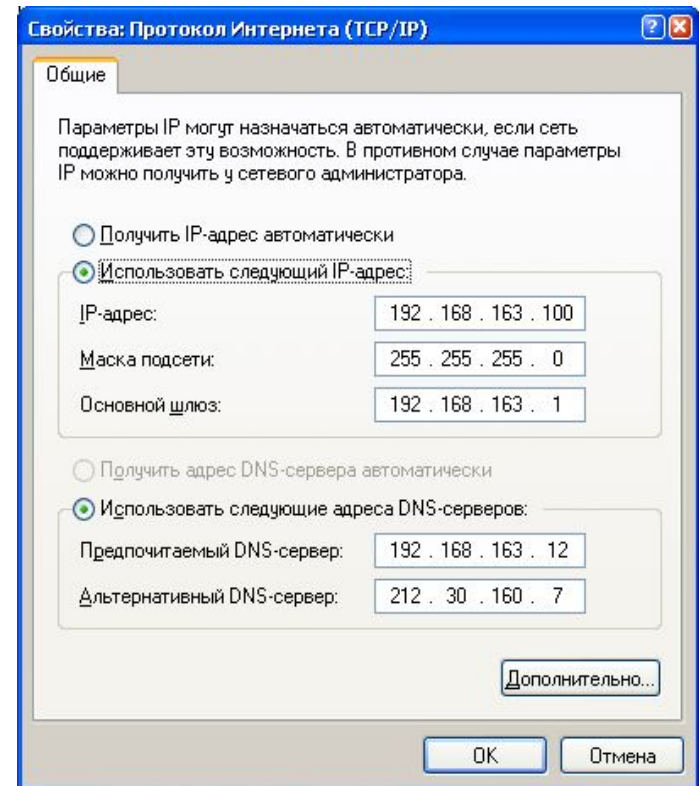 Свойства: Протокол Интернета (TCP/IP)
Общие
Параметры IP могут назначаться автоматически, если сеть
поддерживает эту возможность. В противном случае параметры
IP можно получить у сетевого администратора.
Получить IP-адрес автоматически
Использовать следующий IP-адрес:
IP-адрес: 192 . 168 . 163 . 100
Маска подсети: 255 . 255 . 255 . 0
Основной шлюз: 192 . 168 . 163 . 1
Получить адрес DNS-сервера автоматически
Использовать следующие адреса DNS-серверов:
Предпочитаемый DNS-сервер: 192 . 168 . 163 . 12
Альтернативный DNS-сервер: 212 . 30 . 160 . 7
Дополнительно...
OK Отмена